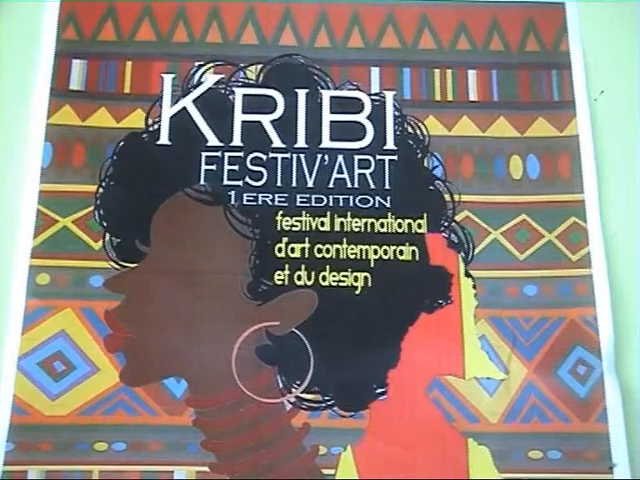 KRIBI
FESTIV'ART
1ERE EDITION
festival international
d'art contemporain
et du design